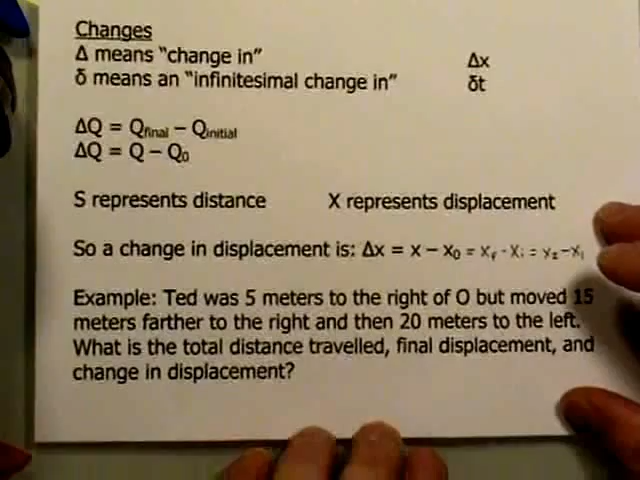 Changes
Δ means “change in” Δx
δ means an “infinitesimal change in” δt
ΔQ = Qfinal – Qinitial
ΔQ = Q – Q0
S represents distance X represents displacement
So a change in displacement is: Δx = x – x0 = xf - xi = x2 - x1
Example: Ted was 5 meters to the right of O but moved 15
meters farther to the right and then 20 meters to the left.
What is the total distance travelled, final displacement, and
change in displacement?